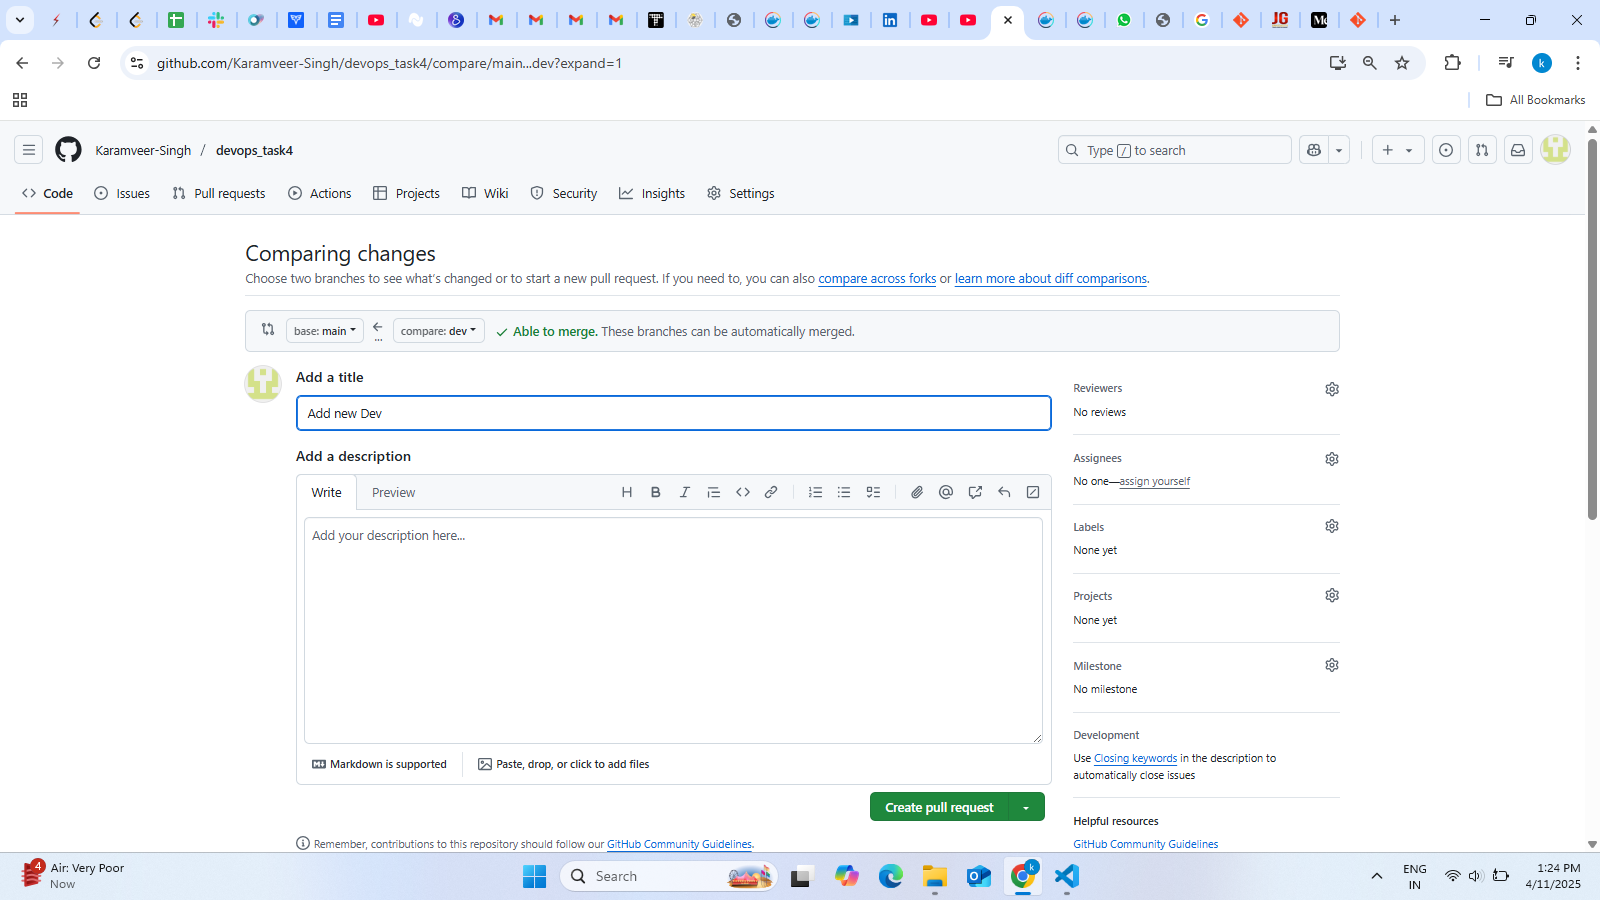 github.com/Karamveer-Singh/devops_task4/compare/main...dev?expand=1
All Bookmarks
Karamveer-Singh / devops_task4
Type / to search
Code
Issues
Pull requests
Actions
Projects
Wiki
Security
Insights
Settings
Comparing changes
Choose two branches to see what's changed or to start a new pull request. If you need to, you can also compare across forks or learn more about diff comparisons.
base: main
...
compare: dev
Able to merge. These branches can be automatically merged.
Add a title
Add new Dev
Add a description
Write
Preview
Add your description here...
Markdown is supported
Paste, drop, or click to add files
Create pull request
Remember, contributions to this repository should follow our GitHub Community Guidelines.
Reviewers
No reviews
Assignees
No one—assign yourself
Labels
None yet
Projects
None yet
Milestone
No milestone
Development
Use Closing keywords in the description to
automatically close issues
Helpful resources
GitHub Community Guidelines
4
Air: Very Poor
Now
Search
k
ENG
IN
1:24 PM
4/11/2025